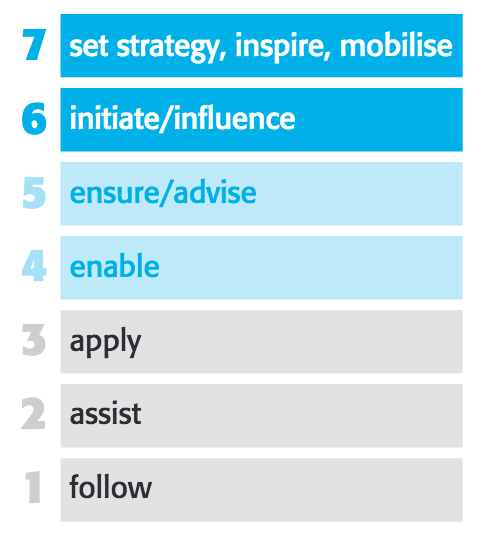 7 set strategy, inspire, mobilise
6 initiate/influence
5 ensure/advise
4 enable
3 apply
2 assist
1 follow